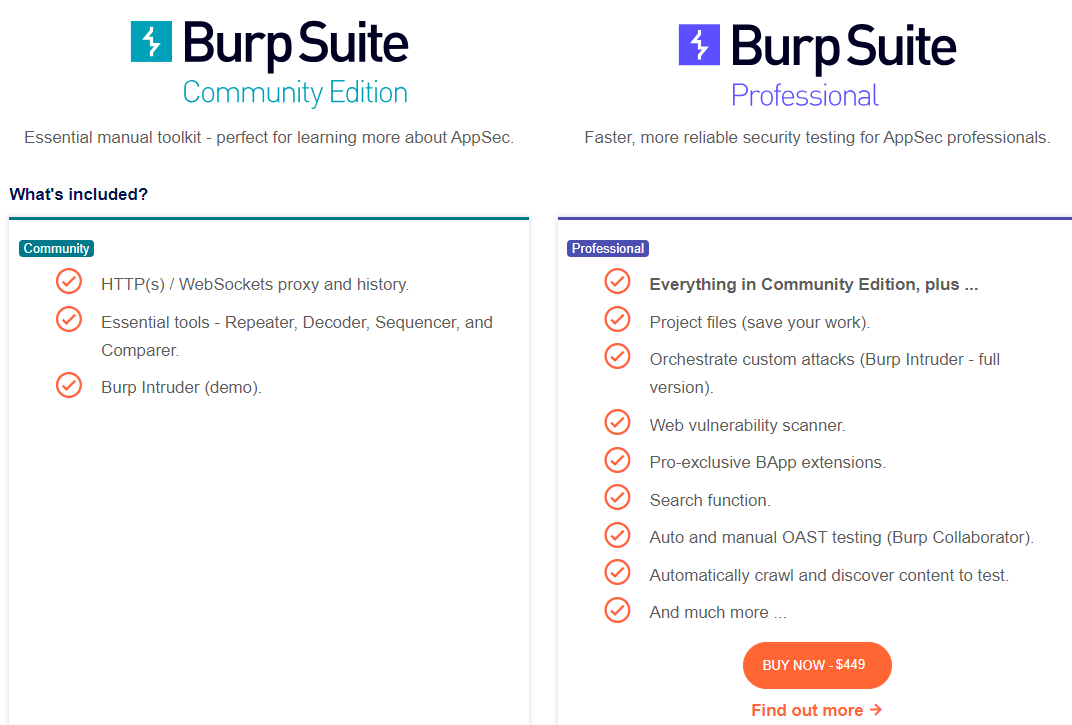 Burp Suite
Community Edition
Essential manual toolkit - perfect for learning more about AppSec.
What's included?
Community
HTTP(s) / WebSockets proxy and history.
Essential tools - Repeater, Decoder, Sequencer, and
Comparer.
Burp Intruder (demo).
Burp Suite
Professional
Faster, more reliable security testing for AppSec professionals.
Professional
Everything in Community Edition, plus ...
Project files (save your work).
Orchestrate custom attacks (Burp Intruder - full
version).
Web vulnerability scanner.
Pro-exclusive BApp extensions.
Search function.
Auto and manual OAST testing (Burp Collaborator).
Automatically crawl and discover content to test.
And much more ...
BUY NOW - $449
Find out more →